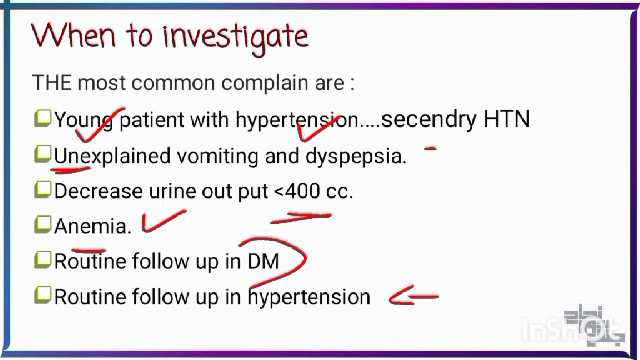 When to investigate
THE most common complain are :
Young patient with hypertension....secendry HTN
Unexplained vomiting and dyspepsia.
Decrease urine out put <400 cc.
Anemia.
Routine follow up in DM
Routine follow up in hypertension
InShOt